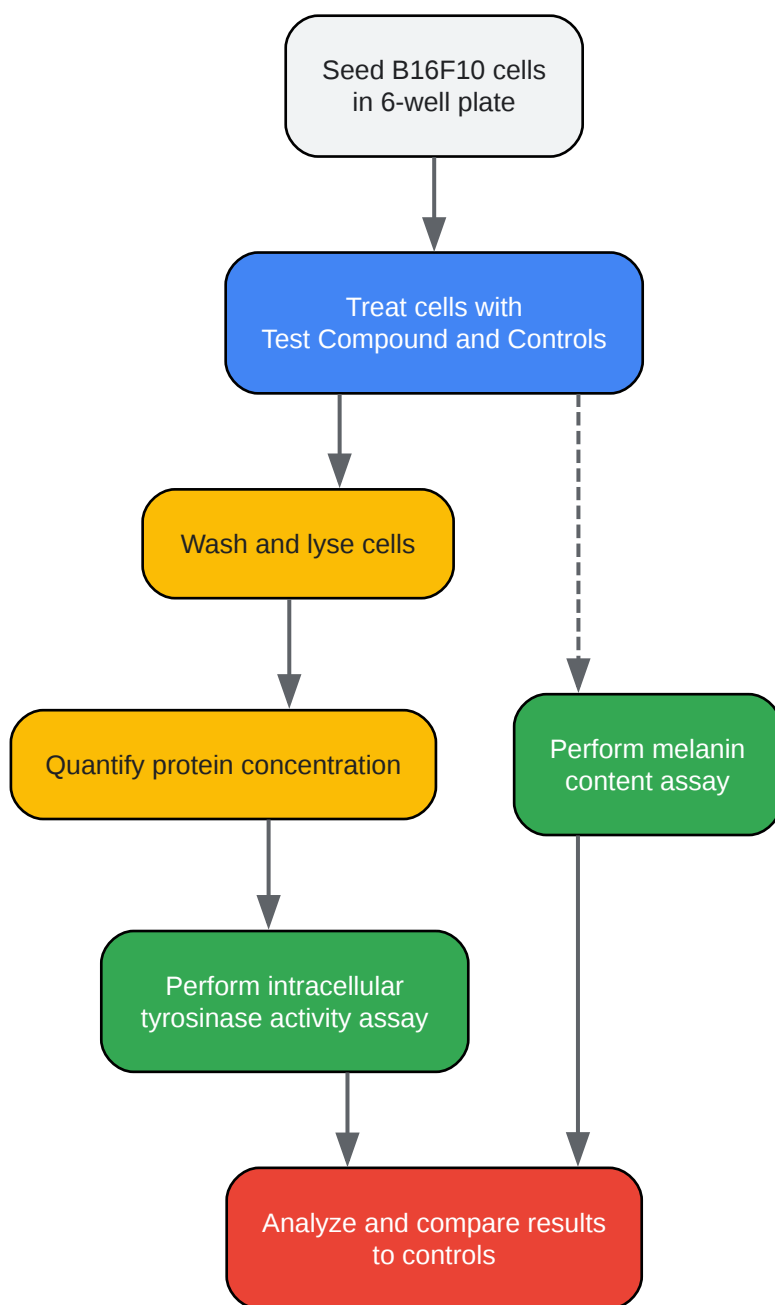 Seed B16F10 cells
in 6-well plate
Treat cells with
Test Compound and Controls
Wash and lyse cells
Quantify protein concentration
Perform melanin
content assay
Perform intracellular
tyrosinase activity assay
Analyze and compare results
to controls